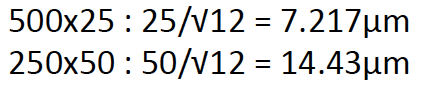 500x25 : 25/√12 = 7.217µm
250x50 : 50/√12 = 14.43µm